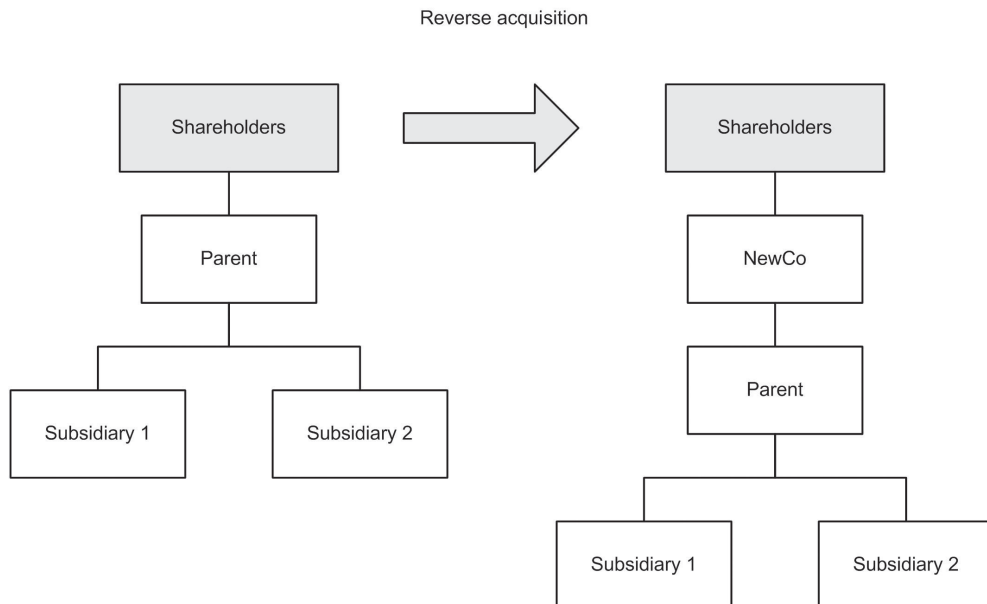 Reverse acquisition
Shareholders
Shareholders
Parent
NewCo
Parent
Subsidiary 1
Subsidiary 2
Subsidiary 1
Subsidiary 2